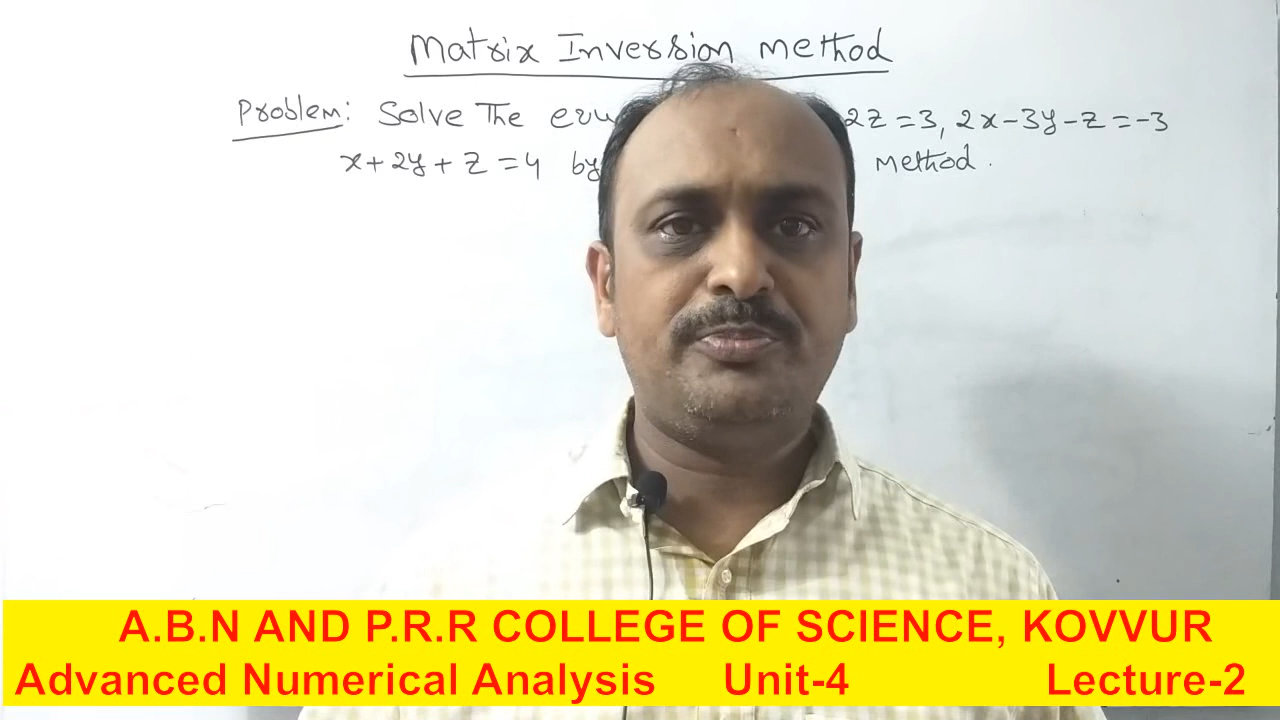 Matrix Inversion method
Problem: Solve The 2z = 3, 2x - 3y - z = -3
x + 2y + z = 4 by method.
A.B.N AND P.R.R COLLEGE OF SCIENCE, KOVVUR
Advanced Numerical Analysis Unit-4 Lecture-2